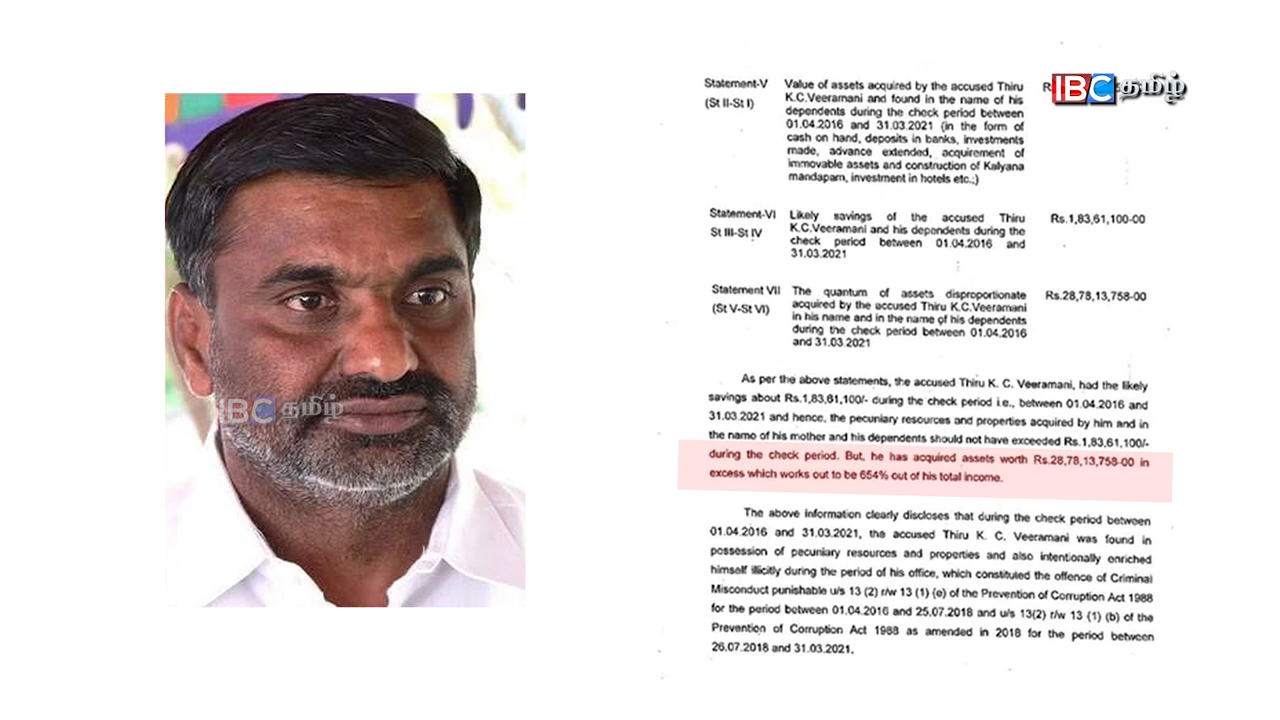 IBC தமிழ்
IBC தமிழ்
Statement-V
(St II-St I)
Value of assets acquired by the accused Thiru
K.C.Veeramani and found in the name of his
dependents during the check period between
01.04.2016 and 31.03.2021 (in the form of
cash on hand, deposits in banks, investments
made, advance extended, acquirement of
immovable assets and construction of Kalyana
mandapam, investment in hotels etc.;)
Statement-VI
St III-St IV
Likely savings of the accused Thiru
K.C.Veeramani and his dependents during the
check period between 01.04.2016 and
31.03.2021
Rs.1,83,61,100-00
Statement VII
(St V-St VI)
The quantum of assets disproportionate
acquired by the accused Thiru K.C.Veeramani
in his name and in the name of his dependents
during the check period between 01.04.2016
and 31.03.2021
Rs.28,78,13,758-00
As per the above statements, the accused Thiru K. C. Veeramani, had the likely
savings about Rs.1,83,61,100/- during the check period i.e., between 01.04.2016 and
31.03.2021 and hence, the pecuniary resources and properties acquired by him and in
the name of his mother and his dependents should not have exceeded Rs.1,83,61,100/-
during the check period. But, he has acquired assets worth Rs.28,78,13,758-00 in
excess which works out to be 654% out of his total income.
The above information clearly discloses that during the check period between
01.04.2016 and 31.03.2021, the accused Thiru K. C. Veeramani was found in
possession of pecuniary resources and properties and also intentionally enriched
himself illicitly during the period of his office, which constituted the offence of Criminal
Misconduct punishable u/s 13 (2) r/w 13 (1) (e) of the Prevention of Corruption Act 1988
for the period between 01.04.2016 and 25.07.2018 and u/s 13(2) r/w 13 (1) (b) of the
Prevention of Corruption Act 1988 as amended in 2018 for the period between
26.07.2018 and 31.03.2021.